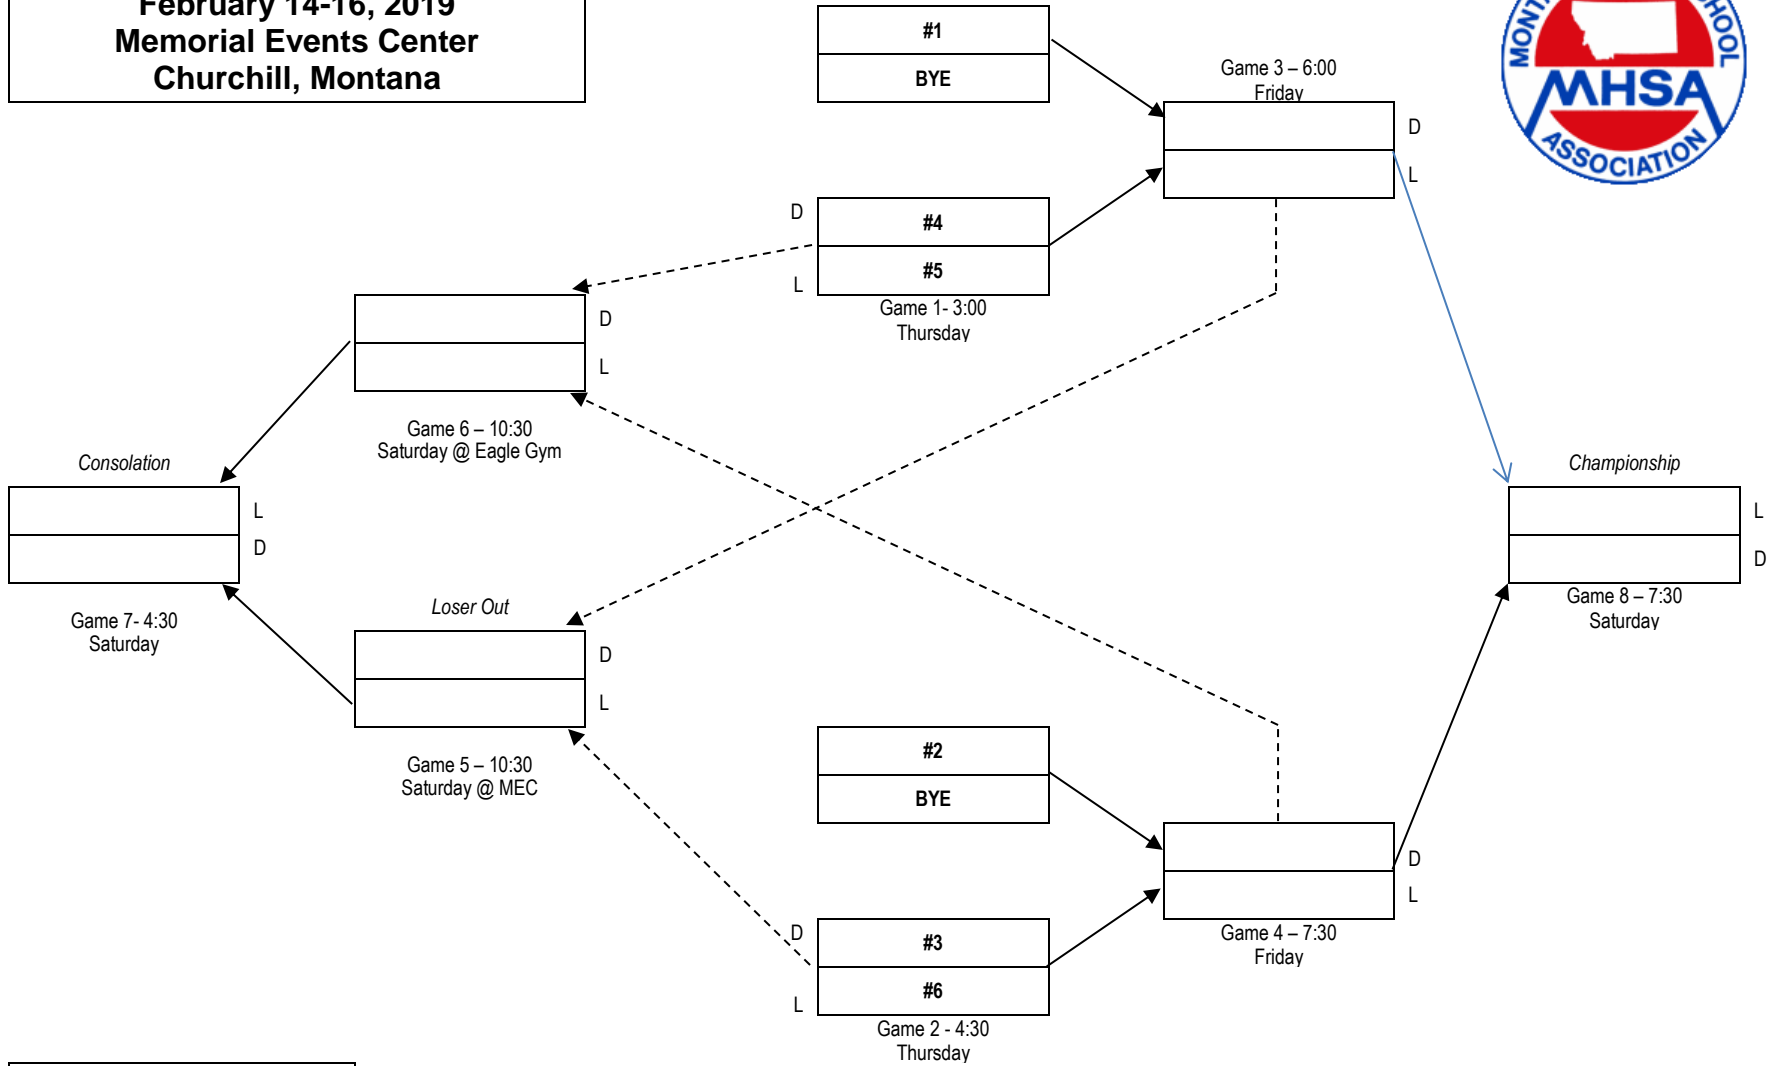 February 14-16, 2019
Memorial Events Center
Churchill, Montana
#1
BYE
Game 3 – 6:00
Friday
D
L
MHSA
ASSOCIATION
D
#4
#5
L
Game 1- 3:00
Thursday
D
L
Game 6 – 10:30
Saturday @ Eagle Gym
Consolation
L
D
Game 7- 4:30
Saturday
Championship
L
D
Game 8 – 7:30
Saturday
Loser Out
D
L
Game 5 – 10:30
Saturday @ MEC
#2
BYE
D
L
Game 4 – 7:30
Friday
D
#3
#6
L
Game 2 - 4:30
Thursday